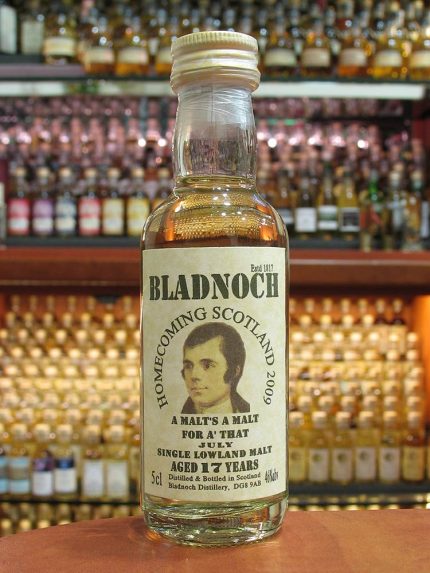 Estd 1817
BLADNOCH
HOMECOMING SCOTLAND 2009
A MALT'S A MALT
FOR A' THAT
JULY
SINGLE LOWLAND MALT
AGED 17 YEARS
5cl Distilled & Bottled in Scotland 46%abv
Bladnoch Distillery, DG8 9AB